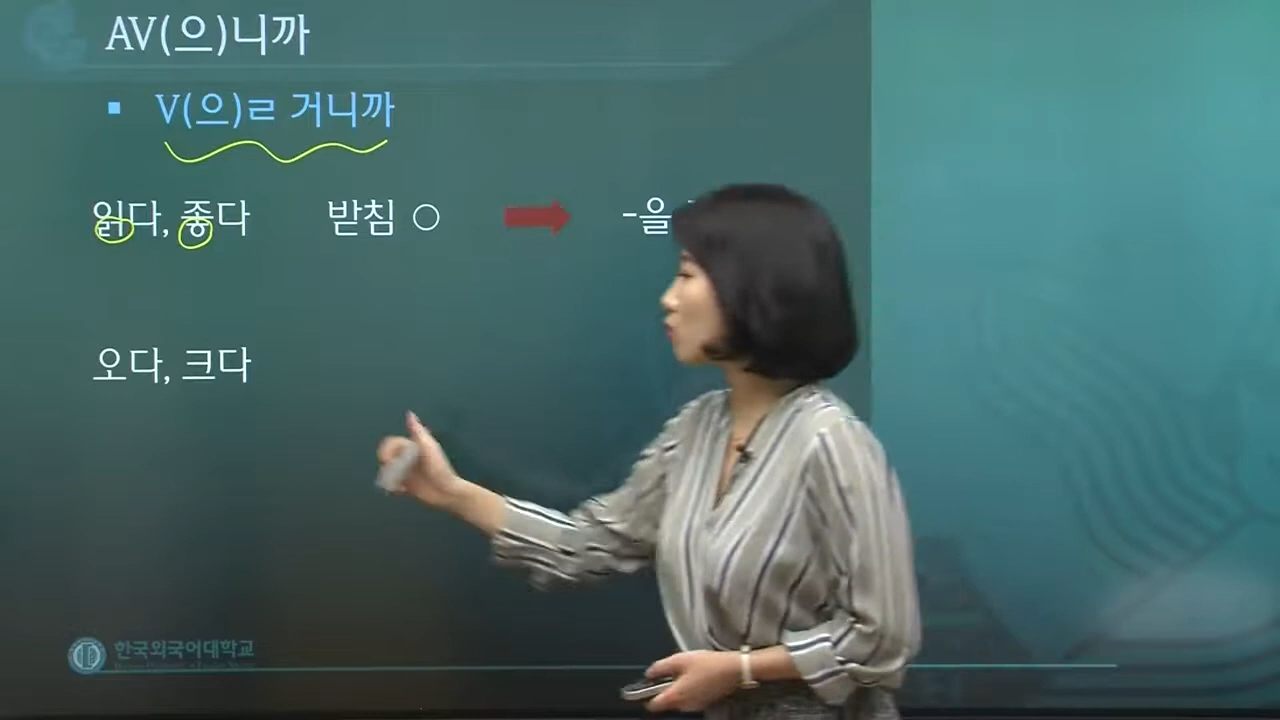 AV(으)니까
▪ V(으)ㄹ 거니까
읽다, 좋다 받침 ○ -을
오다, 크다
한국외국어대학교